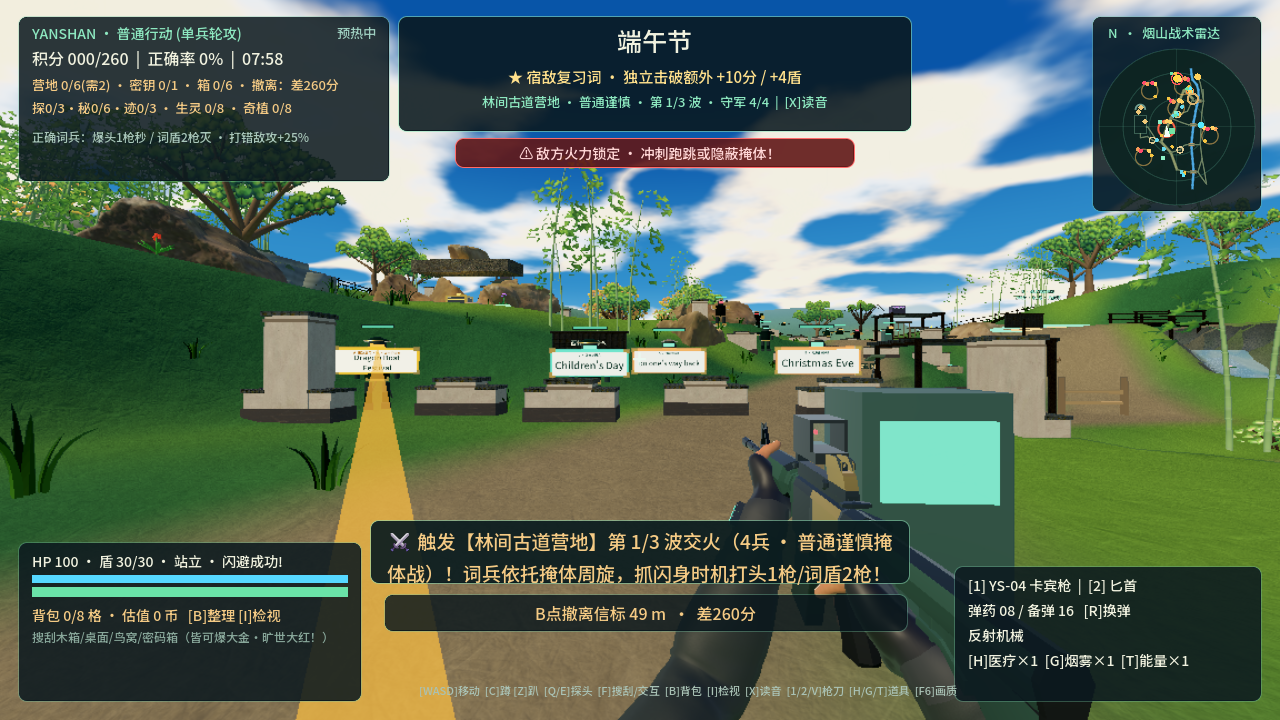 YANSHAN · 普通行动 (单兵轮攻) 预热中
积分 000/260 | 正确率 0% | 07:58
营地 0/6(需2) · 密钥 0/1 · 箱 0/6 · 撤离: 差260分
探0/3·秘0/6·迹0/3 · 生灵 0/8 · 奇植 0/8
正确词兵: 爆头1枪秒 / 词盾2枪灭 · 打错敌攻+25%
端午节
★ 宿敌复习词 · 独立击破额外 +10分 / +4盾
林间古道营地 · 普通谨慎 · 第 1/3 波 · 守军 4/4 | [X]读音
⚠ 敌方火力锁定 · 冲刺跑跳或隐蔽掩体!
N · 烟山战术雷达
Dragon Boat
Festival
Children's Day
on one's way back
Christmas Eve
⚔ 触发【林间古道营地】第 1/3 波交火（4兵 · 普通谨慎掩
体战）! 词兵依托掩体周旋，抓闪身时机打头1枪/词盾2枪!
B点撤离信标 49 m · 差260分
HP 100 · 盾 30/30 · 站立 · 闪避成功!
背包 0/8 格 · 估值 0 币 [B]整理 [I]检视
搜刮木箱/桌面/鸟窝/密码箱（皆可爆大金·旷世大红! ）
[1] YS-04 卡宾枪 | [2] 匕首
弹药 08 / 备弹 16 [R]换弹
反射机械
[H]医疗×1 [G]烟雾×1 [T]能量×1
[WASD]移动 [C]蹲 [Z]趴 [Q/E]探头 [F]搜刮/交互 [B]背包 [I]检视 [X]读音 [1/2/V]枪刀 [H/G/T]道具 [F6]画质